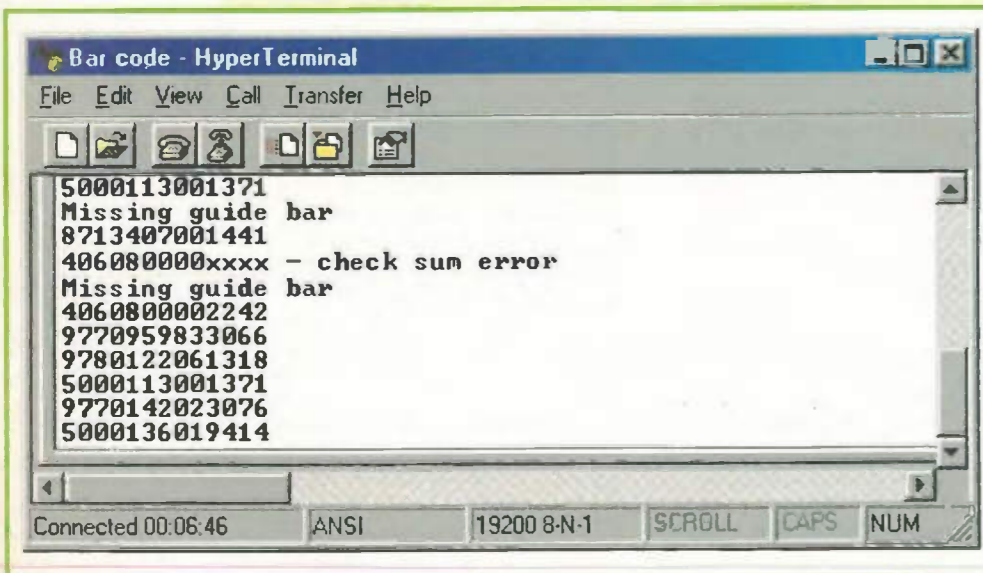 Bar code - HyperTerminal
File Edit View Call Transfer Help
5000113001371
Missing guide bar
8713407001441
406080000xxxx - check sum error
Missing guide bar
4060800002242
9770959833066
9780122061318
5000113001371
9770142023076
5000136019414
Connected 00:06:46 ANSI 19200 8-N-1 SCROLL CAPS NUM